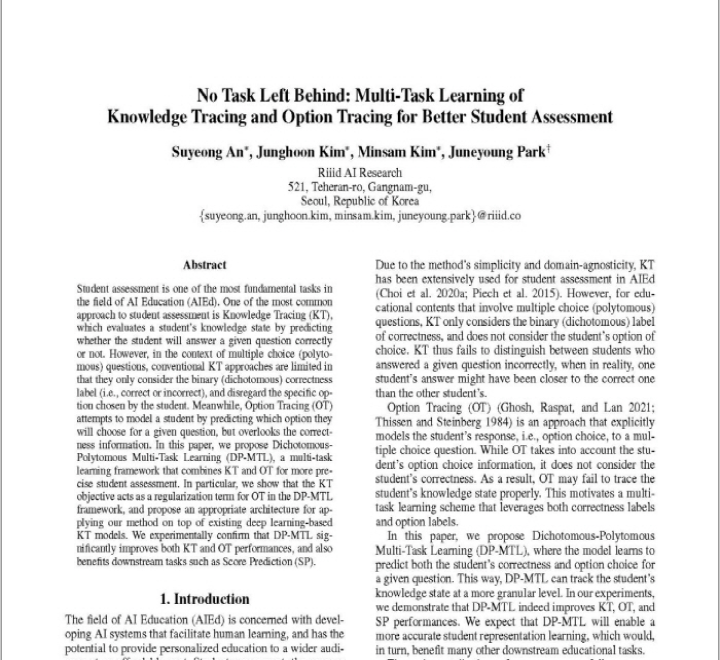 No Task Left Behind: Multi-Task Learning of
Knowledge Tracing and Option Tracing for Better Student Assessment
Suyeong An*, Junghoon Kim*, Minsam Kim*, Juneyoung Park†
Riiid AI Research
521, Teheran-ro, Gangnam-gu,
Seoul, Republic of Korea
{suyeong.an, junghoon.kim, minsam.kim, juneyoung.park}@riiid.co
Abstract
Student assessment is one of the most fundamental tasks in
the field of AI Education (AIEd). One of the most common
approach to student assessment is Knowledge Tracing (KT),
which evaluates a student's knowledge state by predicting
whether the student will answer a given question correctly
or not. However, in the context of multiple choice (polyto-
mous) questions, conventional KT approaches are limited in
that they only consider the binary (dichotomous) correctness
label (i.e., correct or incorrect), and disregard the specific op-
tion chosen by the student. Meanwhile, Option Tracing (OT)
attempts to model a student by predicting which option they
will choose for a given question, but overlooks the correct-
ness information. In this paper, we propose Dichotomous-
Polytomous Multi-Task Learning (DP-MTL), a multi-task
learning framework that combines KT and OT for more pre-
cise student assessment. In particular, we show that the KT
objective acts as a regularization term for OT in the DP-MTL
framework, and propose an appropriate architecture for ap-
plying our method on top of existing deep learning-based
KT models. We experimentally confirm that DP-MTL sig-
nificantly improves both KT and OT performances, and also
benefits downstream tasks such as Score Prediction (SP).
1. Introduction
The field of AI Education (AIEd) is concerned with devel-
oping AI systems that facilitate human learning, and has the
potential to provide personalized education to a wider audi-
Due to the method's simplicity and domain-agnosticity, KT
has been extensively used for student assessment in AIEd
(Choi et al. 2020a; Piech et al. 2015). However, for edu-
cational contents that involve multiple choice (polytomous)
questions, KT only considers the binary (dichotomous) label
of correctness, and does not consider the student's option of
choice. KT thus fails to distinguish between students who
answered a given question incorrectly, when in reality, one
student's answer might have been closer to the correct one
than the other student's.
Option Tracing (OT) (Ghosh, Raspat, and Lan 2021;
Thissen and Steinberg 1984) is an approach that explicitly
models the student's response, i.e., option choice, to a mul-
tiple choice question. While OT takes into account the stu-
dent's option choice information, it does not consider the
student's correctness. As a result, OT may fail to trace the
student's knowledge state properly. This motivates a multi-
task learning scheme that leverages both correctness labels
and option labels.
In this paper, we propose Dichotomous-Polytomous
Multi-Task Learning (DP-MTL), where the model learns to
predict both the student's correctness and option choice for
a given question. This way, DP-MTL can track the student's
knowledge state at a more granular level. In our experiments,
we demonstrate that DP-MTL indeed improves KT, OT, and
SP performances. We expect that DP-MTL will enable a
more accurate student representation learning, which would,
in turn, benefit many other downstream educational tasks.